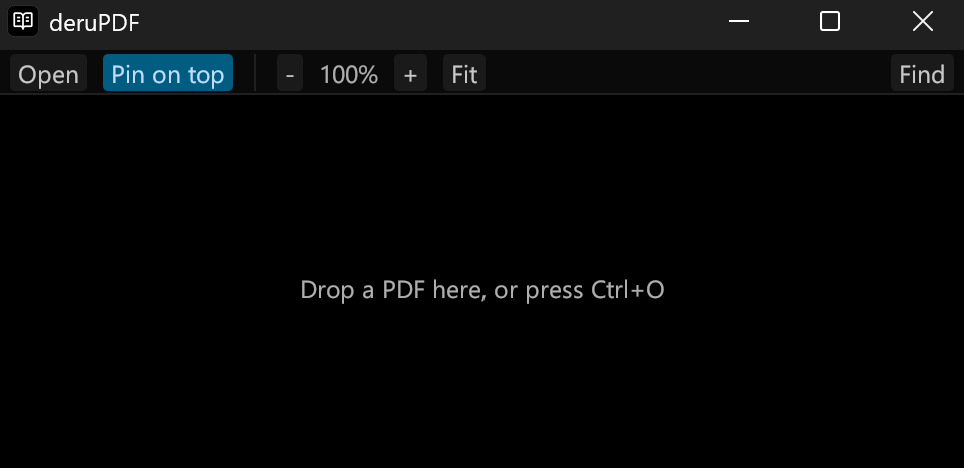 deruPDF
Open Pin on top - 100% + Fit Find
Drop a PDF here, or press Ctrl+O